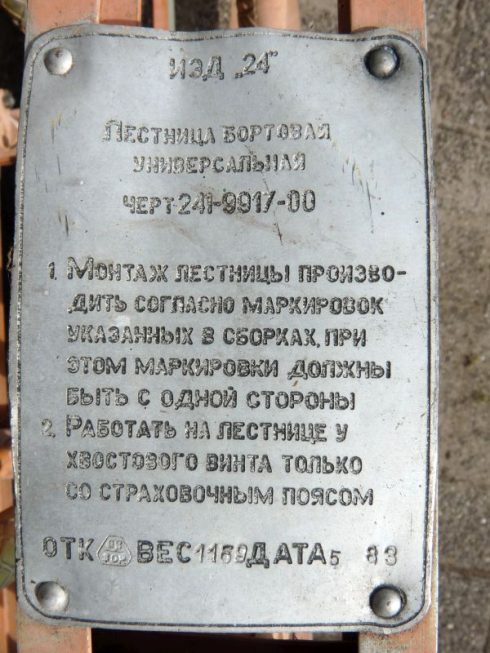 ИЗД „24"
ЛЕСТНИЦА БОРТОВАЯ
УНИВЕРСАЛЬНАЯ
ЧЕРТ·241-9917-00
1. МОНТАЖ ЛЕСТНИЦЫ ПРОИЗВО-
ДИТЬ СОГЛАСНО МАРКИРОВОК
УКАЗАННЫХ В СБОРКАХ, ПРИ
ЭТОМ МАРКИРОВКИ ДОЛЖНЫ
БЫТЬ С ОДНОЙ СТОРОНЫ
2. РАБОТАТЬ НА ЛЕСТНИЦЕ У
ХВОСТОВОГО ВИНТА ТОЛЬКО
СО СТРАХОВОЧНЫМ ПОЯСОМ
ОТК ВЕС ДАТА 5 83